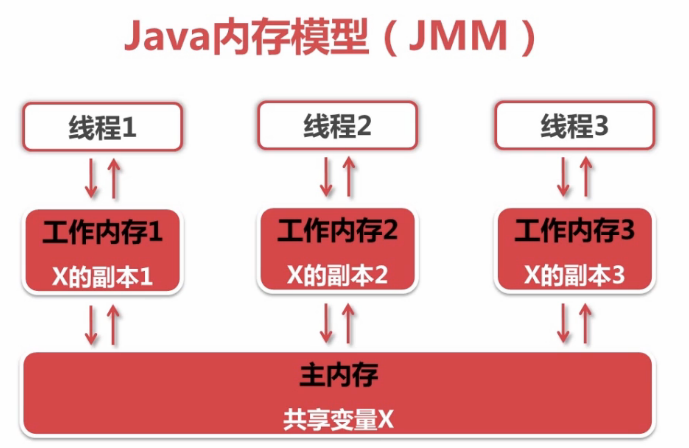 Java内存模型（JMM）
线程1
线程2
线程3
工作内存1
X的副本1
工作内存2
X的副本2
工作内存3
X的副本3
主内存
共享变量X